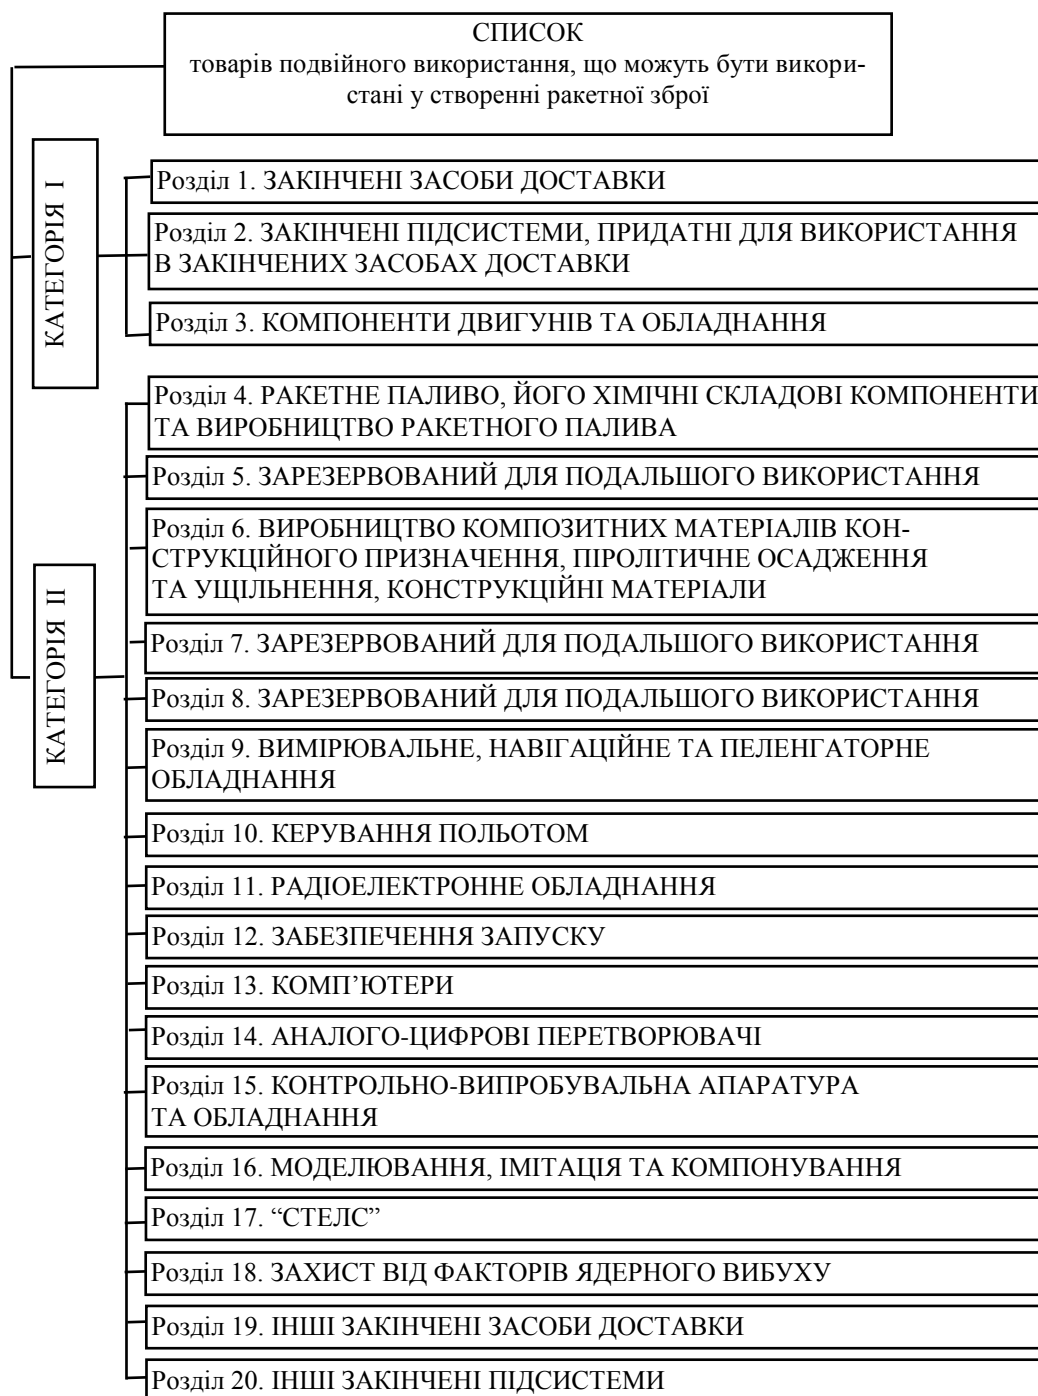 СПИСОК
товарів подвійного використання, що можуть бути викори-
стані у створенні ракетної зброї
КАТЕГОРІЯ I
Розділ 1. ЗАКІНЧЕНІ ЗАСОБИ ДОСТАВКИ
Розділ 2. ЗАКІНЧЕНІ ПІДСИСТЕМИ, ПРИДАТНІ ДЛЯ ВИКОРИСТАННЯ
В ЗАКІНЧЕНИХ ЗАСОБАХ ДОСТАВКИ
Розділ 3. КОМПОНЕНТИ ДВИГУНІВ ТА ОБЛАДНАННЯ
КАТЕГОРІЯ II
Розділ 4. РАКЕТНЕ ПАЛИВО, ЙОГО ХІМІЧНІ СКЛАДОВІ КОМПОНЕНТИ
ТА ВИРОБНИЦТВО РАКЕТНОГО ПАЛИВА
Розділ 5. ЗАРЕЗЕРВОВАНИЙ ДЛЯ ПОДАЛЬШОГО ВИКОРИСТАННЯ
Розділ 6. ВИРОБНИЦТВО КОМПОЗИТНИХ МАТЕРІАЛІВ КОН-
СТРУКЦІЙНОГО ПРИЗНАЧЕННЯ, ПІРОЛІТИЧНЕ ОСАДЖЕННЯ
ТА УЩІЛЬНЕННЯ, КОНСТРУКЦІЙНІ МАТЕРІАЛИ
Розділ 7. ЗАРЕЗЕРВОВАНИЙ ДЛЯ ПОДАЛЬШОГО ВИКОРИСТАННЯ
Розділ 8. ЗАРЕЗЕРВОВАНИЙ ДЛЯ ПОДАЛЬШОГО ВИКОРИСТАННЯ
Розділ 9. ВИМІРЮВАЛЬНЕ, НАВІГАЦІЙНЕ ТА ПЕЛЕНГАТОРНЕ
ОБЛАДНАННЯ
Розділ 10. КЕРУВАННЯ ПОЛЬОТОМ
Розділ 11. РАДІОЕЛЕКТРОННЕ ОБЛАДНАННЯ
Розділ 12. ЗАБЕЗПЕЧЕННЯ ЗАПУСКУ
Розділ 13. КОМП’ЮТЕРИ
Розділ 14. АНАЛОГО-ЦИФРОВІ ПЕРЕТВОРЮВАЧІ
Розділ 15. КОНТРОЛЬНО-ВИПРОБУВАЛЬНА АПАРАТУРА
ТА ОБЛАДНАННЯ
Розділ 16. МОДЕЛЮВАННЯ, ІМІТАЦІЯ ТА КОМПОНУВАННЯ
Розділ 17. “СТЕЛС”
Розділ 18. ЗАХИСТ ВІД ФАКТОРІВ ЯДЕРНОГО ВИБУХУ
Розділ 19. ІНШІ ЗАКІНЧЕНІ ЗАСОБИ ДОСТАВКИ
Розділ 20. ІНШІ ЗАКІНЧЕНІ ПІДСИСТЕМИ